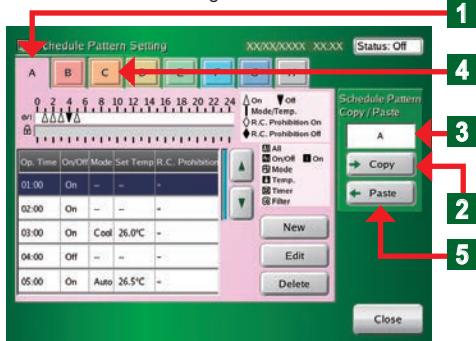 1
Schedule Pattern Setting XX/XX/XXXX XX:XX Status: Off
A B C D E F G H
4
0 2 4 6 8 10 12 14 16 18 20 22 24
On Off
Mode/Temp.
R.C. Prohibition On
R.C. Prohibition Off
Schedule Pattern
Copy / Paste
A
3
All
On/Off On
Mode
Temp.
Timer
Filter
Copy
2
Paste
5
Op. Time On/Off Mode Set Temp R.C. Prohibition
01:00 On -- -- -
02:00 On -- -- -
03:00 On Cool 26.0°C -
04:00 Off -- -- -
05:00 On Auto 26.5°C -
New
Edit
Delete
Close